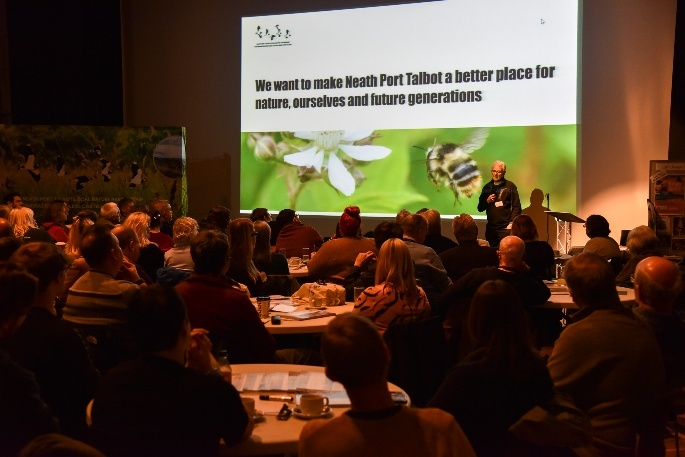 We want to make Neath Port Talbot a better place for
nature, ourselves and future generations